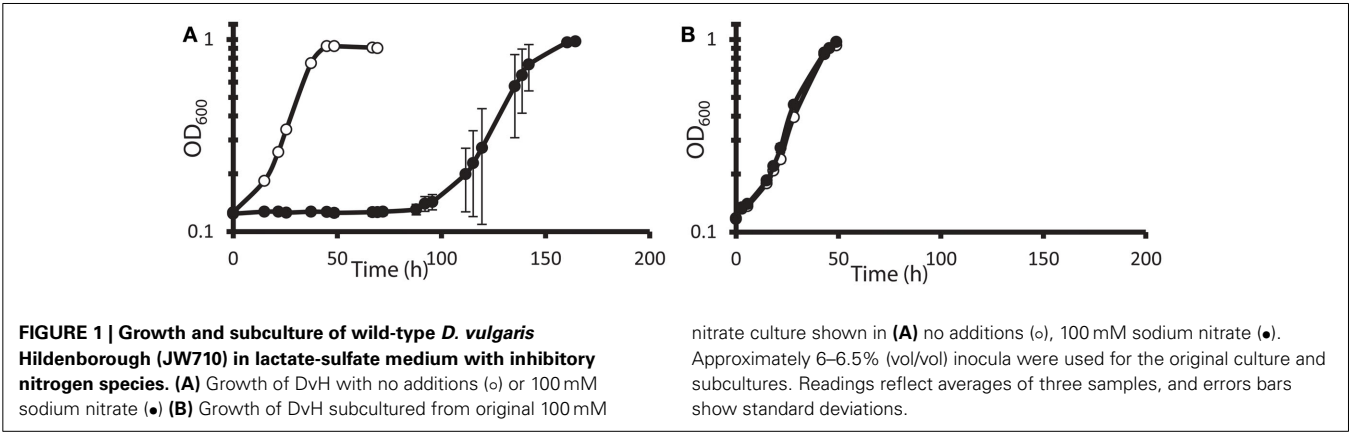 A
1
OD600
0.1
0 50 100 150 200
Time (h)
B
1
OD600
0.1
0 50 100 150 200
Time (h)
FIGURE 1 | Growth and subculture of wild-type D. vulgaris
Hildenborough (JW710) in lactate-sulfate medium with inhibitory
nitrogen species. (A) Growth of DvH with no additions (○) or 100 mM
sodium nitrate (●) (B) Growth of DvH subcultured from original 100 mM
nitrate culture shown in (A) no additions (○), 100 mM sodium nitrate (●).
Approximately 6–6.5% (vol/vol) inocula were used for the original culture and
subcultures. Readings reflect averages of three samples, and errors bars
show standard deviations.